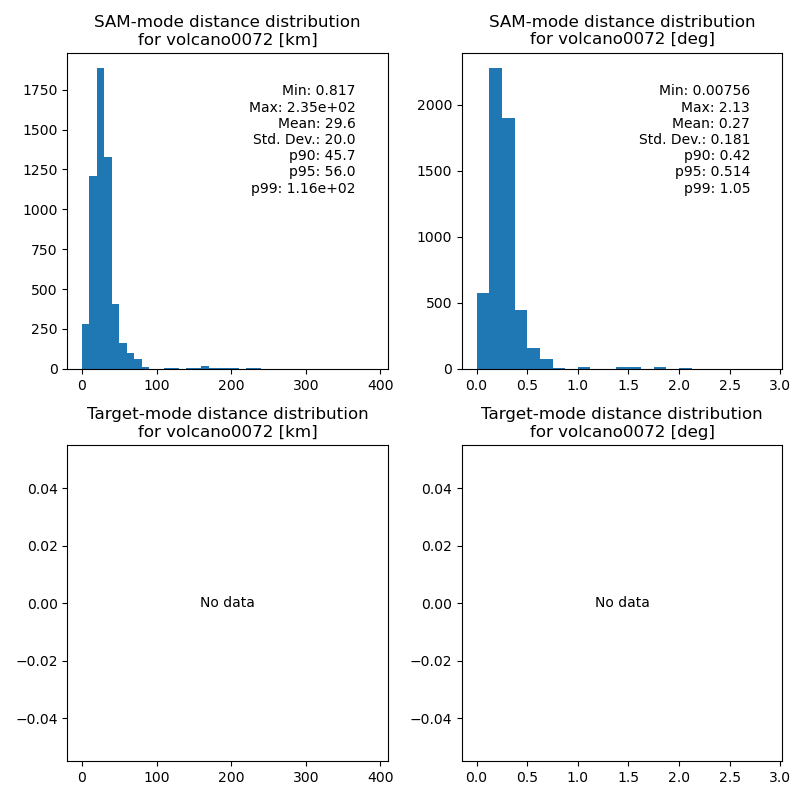 SAM-mode distance distribution
for volcano0072 [km]
1750
1500
1250
1000
750
500
250
0
Min: 0.817
Max: 2.35e+02
Mean: 29.6
Std. Dev.: 20.0
p90: 45.7
p95: 56.0
p99: 1.16e+02
0 100 200 300 400
SAM-mode distance distribution
for volcano0072 [deg]
2000
1500
1000
500
0
Min: 0.00756
Max: 2.13
Mean: 0.27
Std. Dev.: 0.181
p90: 0.42
p95: 0.514
p99: 1.05
0.0 0.5 1.0 1.5 2.0 2.5 3.0
Target-mode distance distribution
for volcano0072 [km]
0.04
0.02
0.00
−0.02
−0.04
No data
0 100 200 300 400
Target-mode distance distribution
for volcano0072 [deg]
0.04
0.02
0.00
−0.02
−0.04
No data
0.0 0.5 1.0 1.5 2.0 2.5 3.0